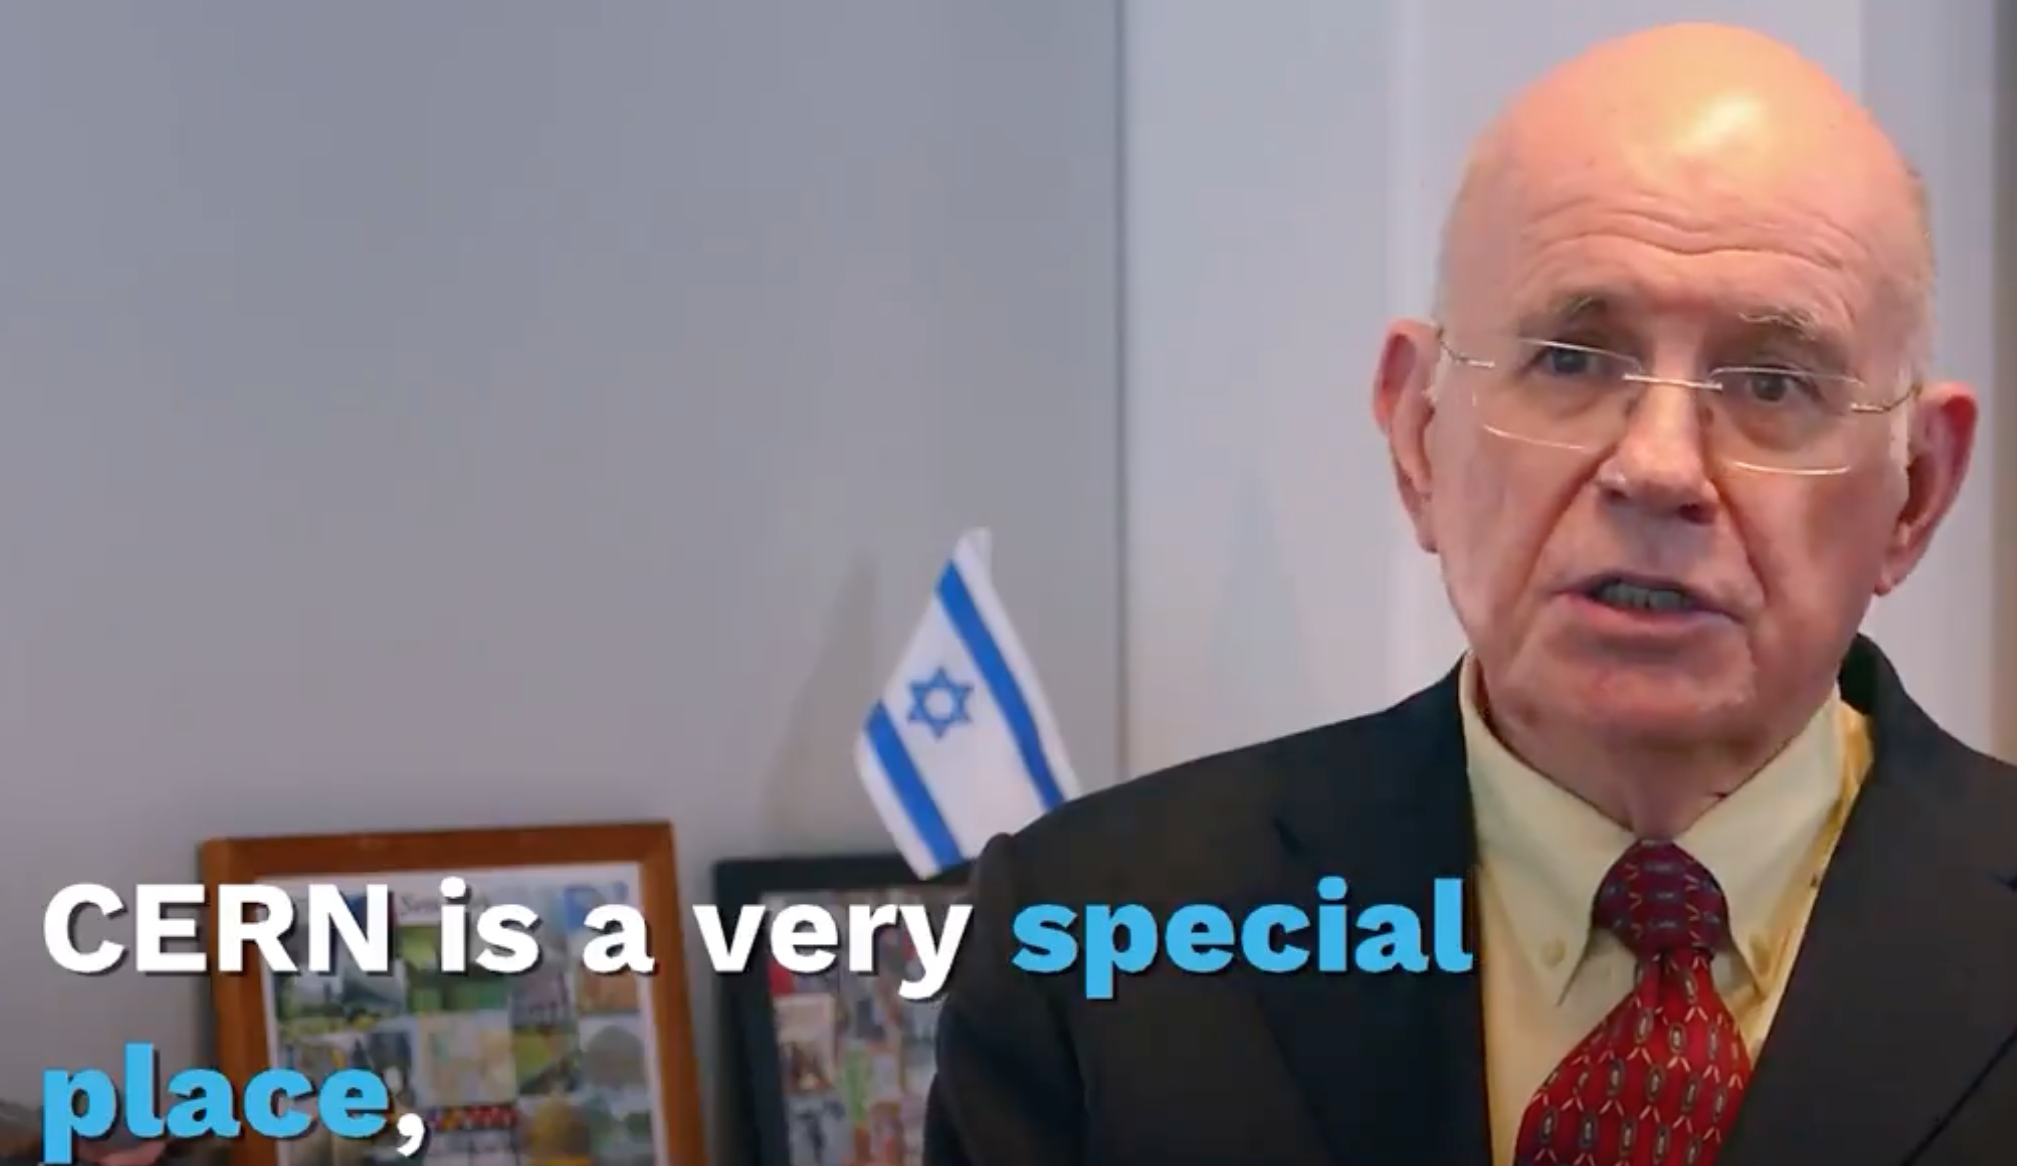 CERN is a very special
place,